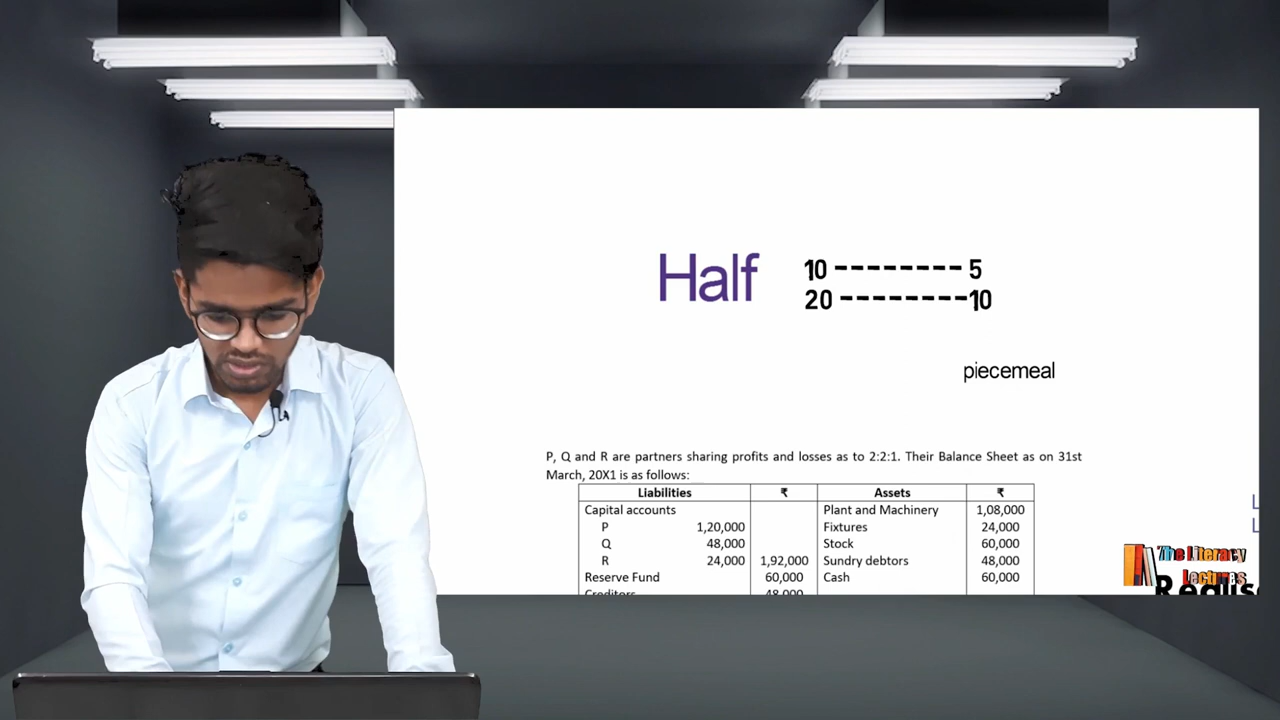 Half
10 -------- 5
20 --------10
piecemeal
P, Q and R are partners sharing profits and losses as to 2:2:1. Their Balance Sheet as on 31st
March, 20X1 is as follows:
Liabilities ₹ Assets ₹
Capital accounts Plant and Machinery 1,08,000
P 1,20,000 Fixtures 24,000
Q 48,000 Stock 60,000
R 24,000 1,92,000 Sundry debtors 48,000
Reserve Fund 60,000 Cash 60,000
Creditors 48,000
The Literacy
Lectures